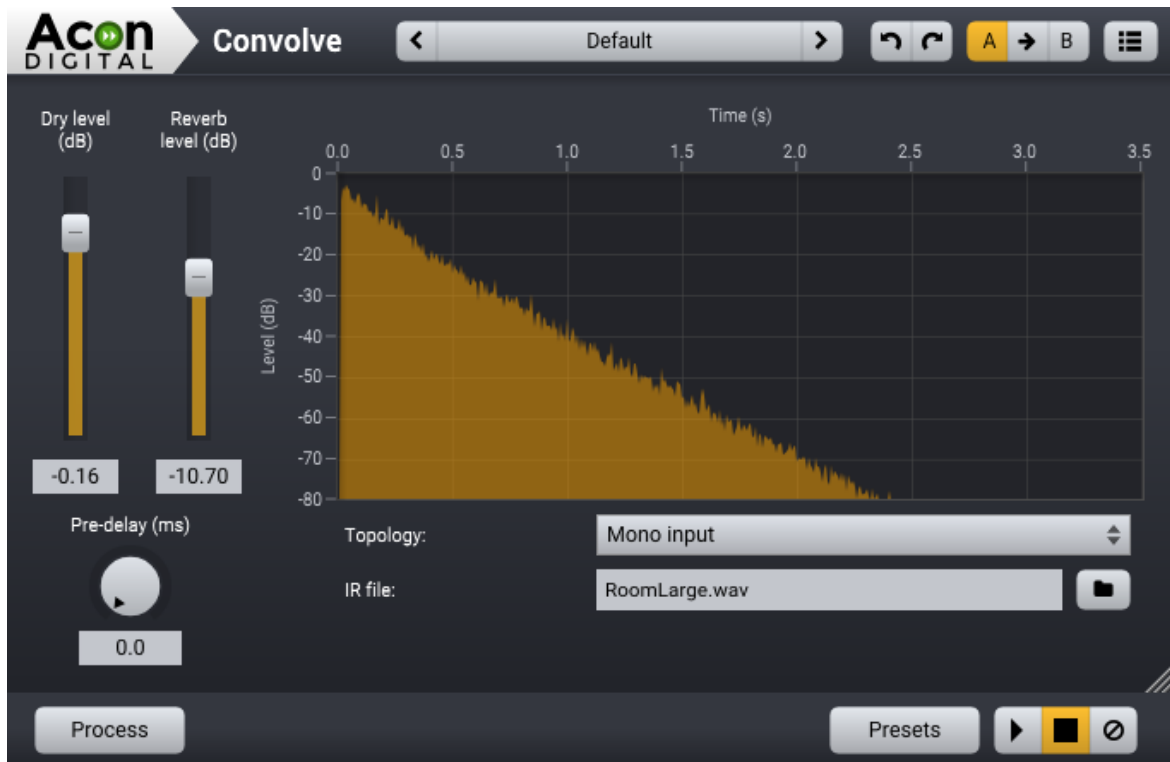 Acon
DIGITAL
Convolve
Default
A
B
Dry level
(dB)
Reverb
level (dB)
Time (s)
0.0 0.5 1.0 1.5 2.0 2.5 3.0 3.5
Level (dB)
0
-10
-20
-30
-40
-50
-60
-70
-80
-0.16
-10.70
Pre-delay (ms)
0.0
Topology:
Mono input
IR file:
RoomLarge.wav
Process
Presets